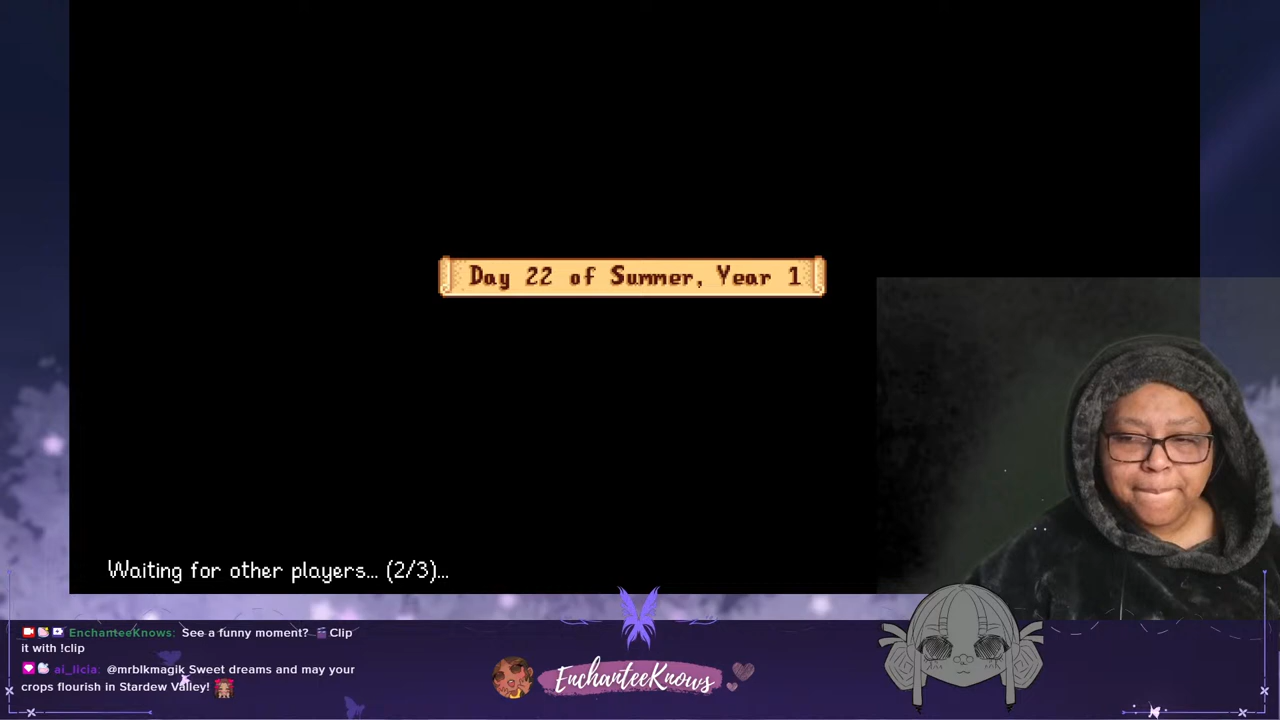 Day 22 of Summer, Year 1
Waiting for other players... (2/3)...
EnchanteeKnows: See a funny moment? Clip
it with !clip
ai_licia: @mrblkmagik Sweet dreams and may your
crops flourish in Stardew Valley!
EnchanteeKnows